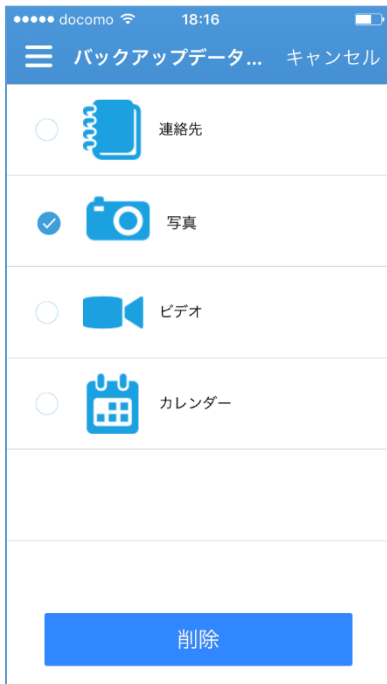 docomo 18:16
バックアップデータ... キャンセル
連絡先
写真
ビデオ
カレンダー
削除